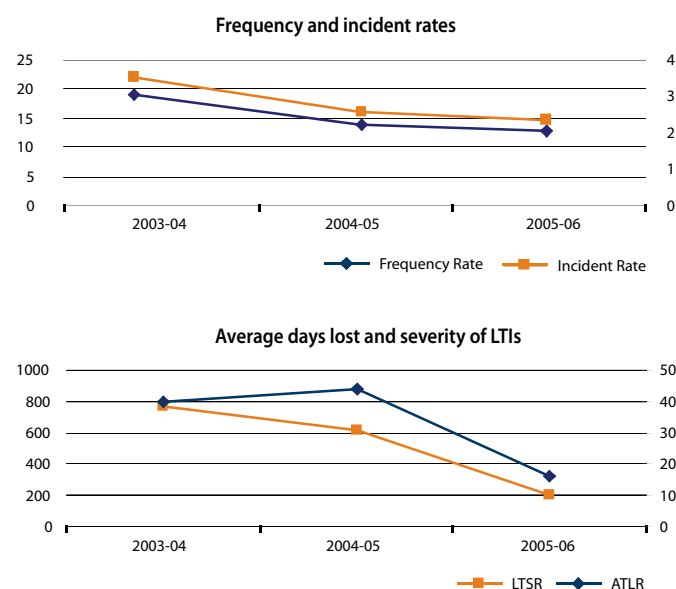 Frequency and incident rates
25 4
20 3
15 2
10
5 1
0 0
2003-04 2004-05 2005-06
Frequency Rate Incident Rate
Average days lost and severity of LTIs
1000 50
800 40
600 30
400 20
200 10
0 0
2003-04 2004-05 2005-06
LTSR ATLR